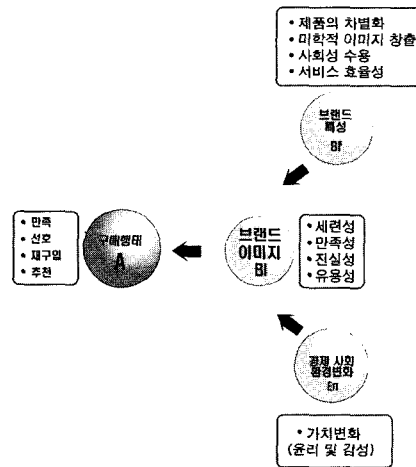 • 제품의 차별화
• 미학적 이미지 창출
• 사회성 수용
• 서비스 효율성
브랜드
특성
Bf
• 만족
• 선호
• 재구입
• 추천
구매행태
A
브랜드
이미지
BI
• 세련성
• 만족성
• 진실성
• 유용성
경제 사회
환경변화
En
• 가치변화
(윤리 및 감성)